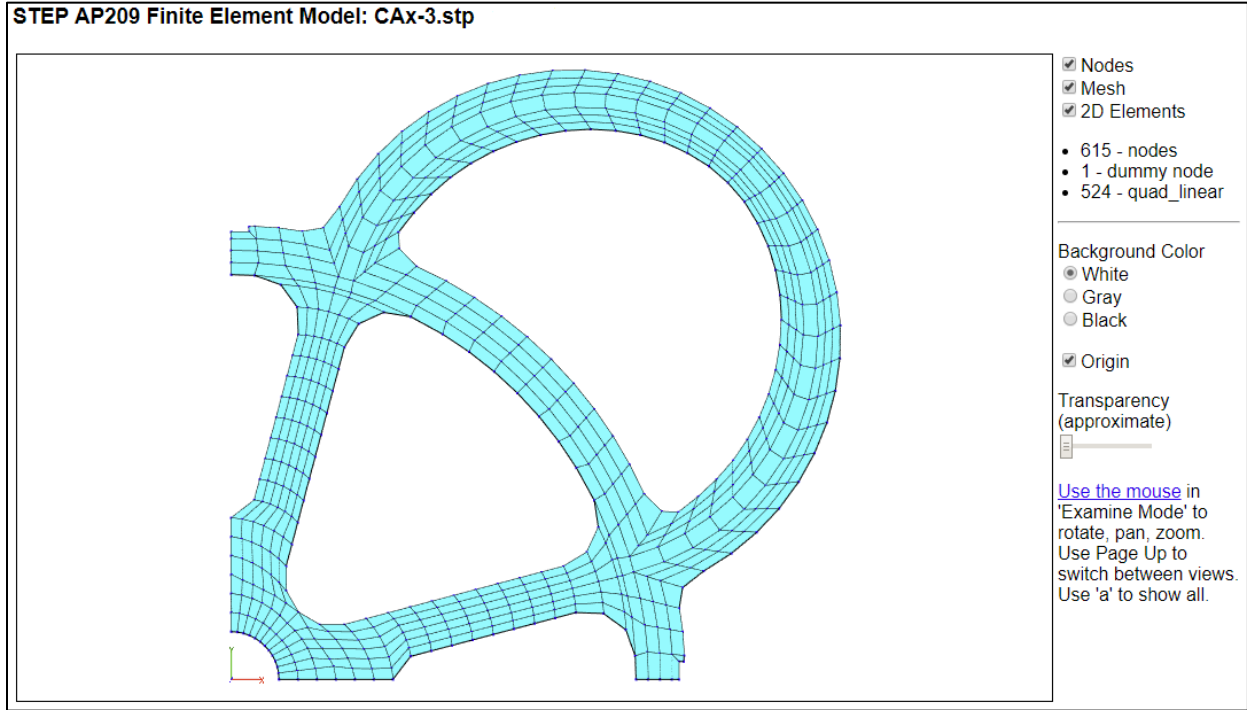 STEP AP209 Finite Element Model: CAx-3.stp
Nodes
Mesh
2D Elements
615 - nodes
1 - dummy node
524 - quad_linear
Background Color
White
Gray
Black
Origin
Transparency
(approximate)
Use the mouse in
'Examine Mode' to
rotate, pan, zoom.
Use Page Up to
switch between views.
Use 'a' to show all.
Y
X